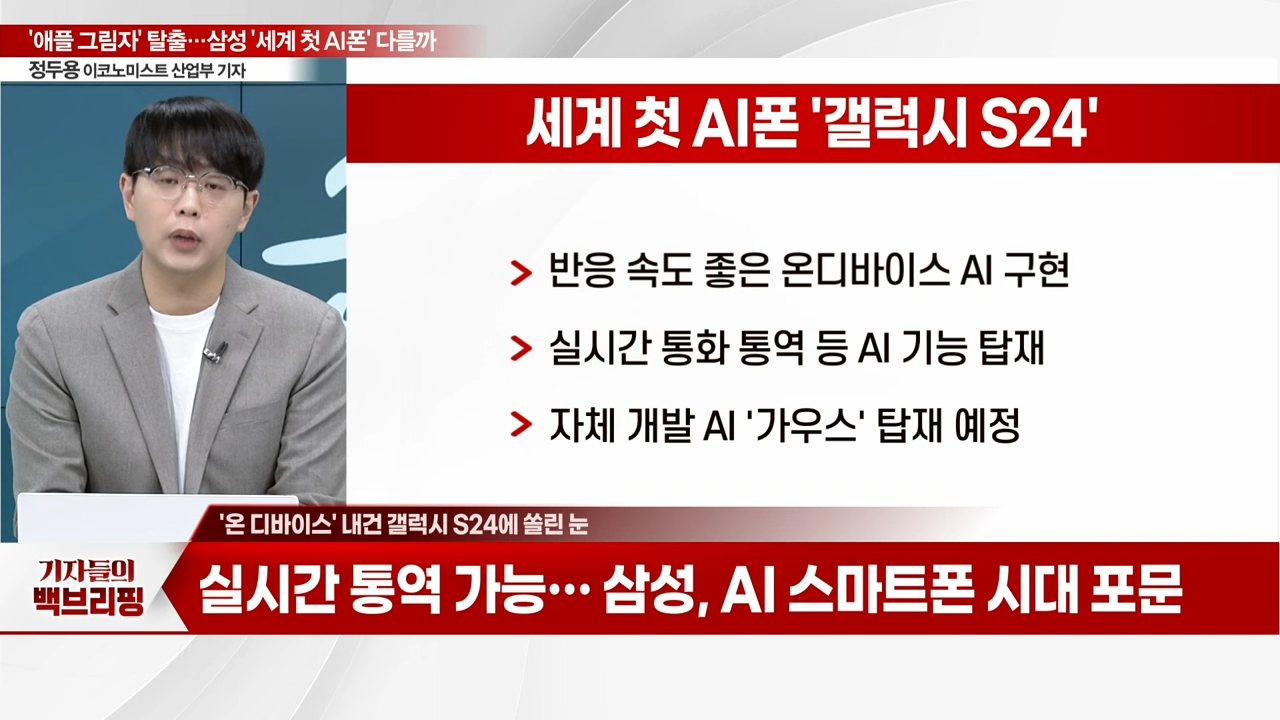 '애플 그림자' 탈출…삼성 '세계 첫 AI폰' 다를까
정두용 이코노미스트 산업부 기자
세계 첫 AI폰 '갤럭시 S24'
> 반응 속도 좋은 온디바이스 AI 구현
> 실시간 통화 통역 등 AI 기능 탑재
> 자체 개발 AI '가우스' 탑재 예정
'온 디바이스' 내건 갤럭시 S24에 쏠린 눈
기자들의
백브리핑
실시간 통역 가능… 삼성, AI 스마트폰 시대 포문